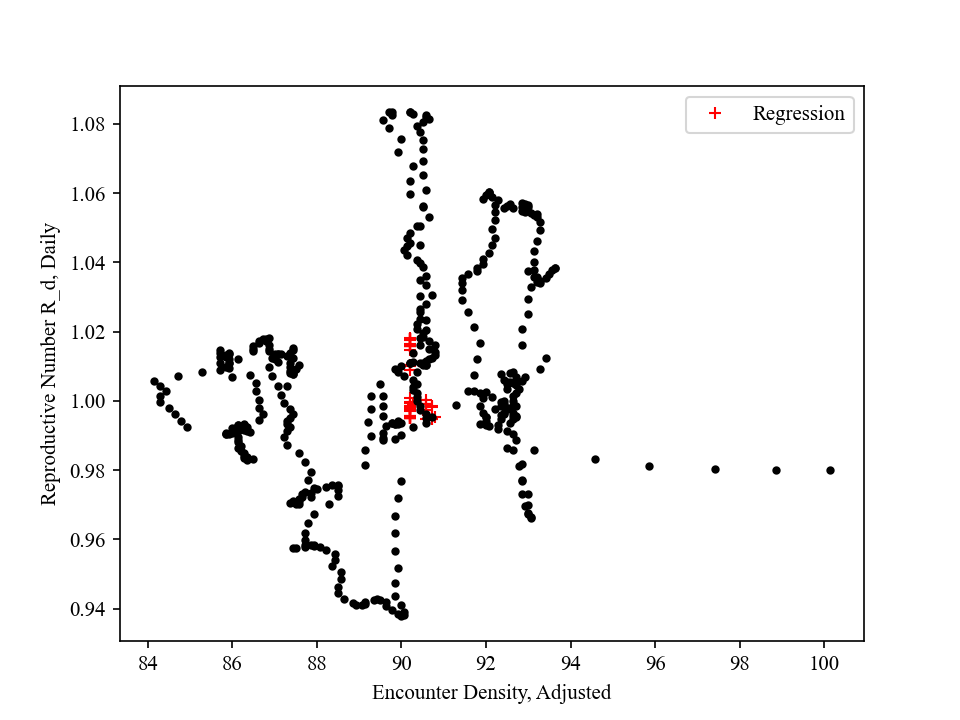 Regression
1.08
1.06
1.04
1.02
1.00
0.98
0.96
0.94
Reproductive Number R_d, Daily
84 86 88 90 92 94 96 98 100
Encounter Density, Adjusted